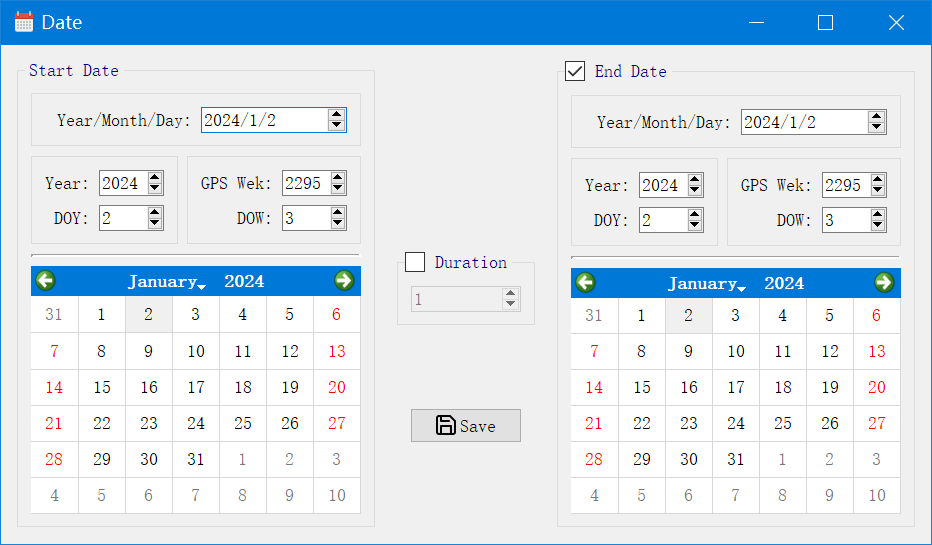 Date
Start Date
Year/Month/Day: 2024/1/2
Year: 2024 GPS Wek: 2295
DOY: 2 DOW: 3
January 2024
31 1 2 3 4 5 6
7 8 9 10 11 12 13
14 15 16 17 18 19 20
21 22 23 24 25 26 27
28 29 30 31 1 2 3
4 5 6 7 8 9 10
Duration
1
Save
End Date
Year/Month/Day: 2024/1/2
Year: 2024 GPS Wek: 2295
DOY: 2 DOW: 3
January 2024
31 1 2 3 4 5 6
7 8 9 10 11 12 13
14 15 16 17 18 19 20
21 22 23 24 25 26 27
28 29 30 31 1 2 3
4 5 6 7 8 9 10